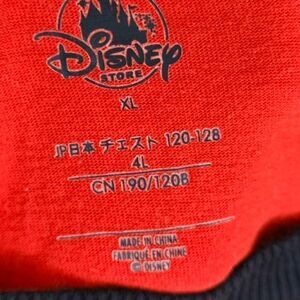 Disney
STORE
XL
JP日本 チェスト 120-128
4L
CN 190/120B
MADE IN CHINA
FABRIQUÉ EN CHINE
© DISNEY